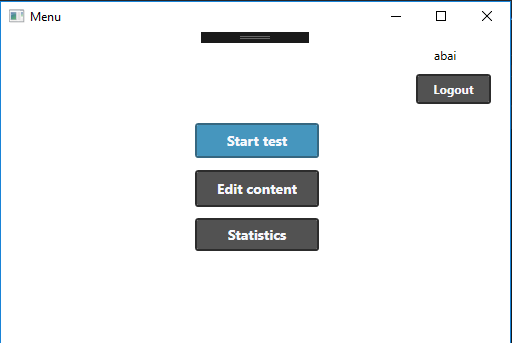 Menu
abai
Logout
Start test
Edit content
Statistics